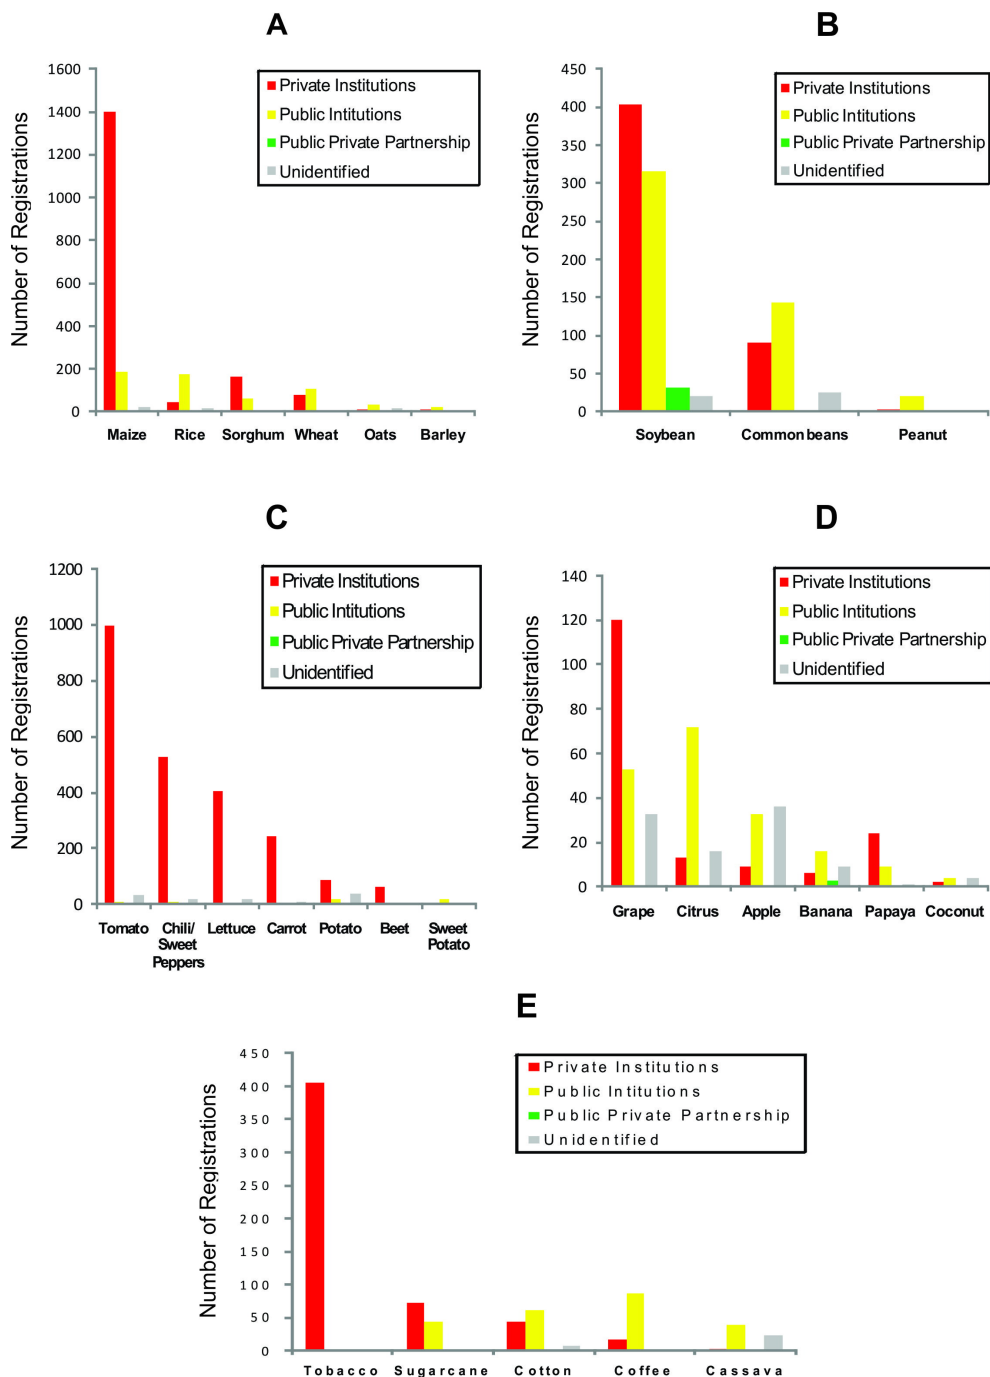 A
1600
1400
1200
1000
800
600
400
200
0
Number of Registrations
Private Institutions
Public Intitutions
Public Private Partnership
Unidentified
Maize Rice Sorghum Wheat Oats Barley
B
450
400
350
300
250
200
150
100
50
0
Number of Registrations
Private Institutions
Public Intitutions
Public Private Partnership
Unidentified
Soybean Common beans Peanut
C
1200
1000
800
600
400
200
0
Number of Registrations
Private Institutions
Public Intitutions
Public Private Partnership
Unidentified
Tomato Chili/ Lettuce Carrot Potato Beet Sweet
Sweet Potato
Peppers
D
140
120
100
80
60
40
20
0
Number of Registrations
Private Institutions
Public Intitutions
Public Private Partnership
Unidentified
Grape Citrus Apple Banana Papaya Coconut
E
450
400
350
300
250
200
150
100
50
0
Number of Registrations
Private Institutions
Public Intitutions
Public Private Partnership
Unidentified
Tobacco Sugarcane Cotton Coffee Cassava